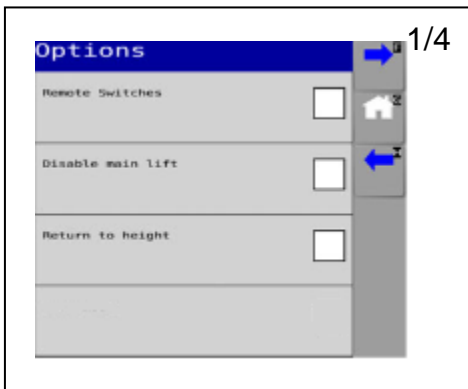 Options
1/4
Remote Switches
Disable main lift
Return to height